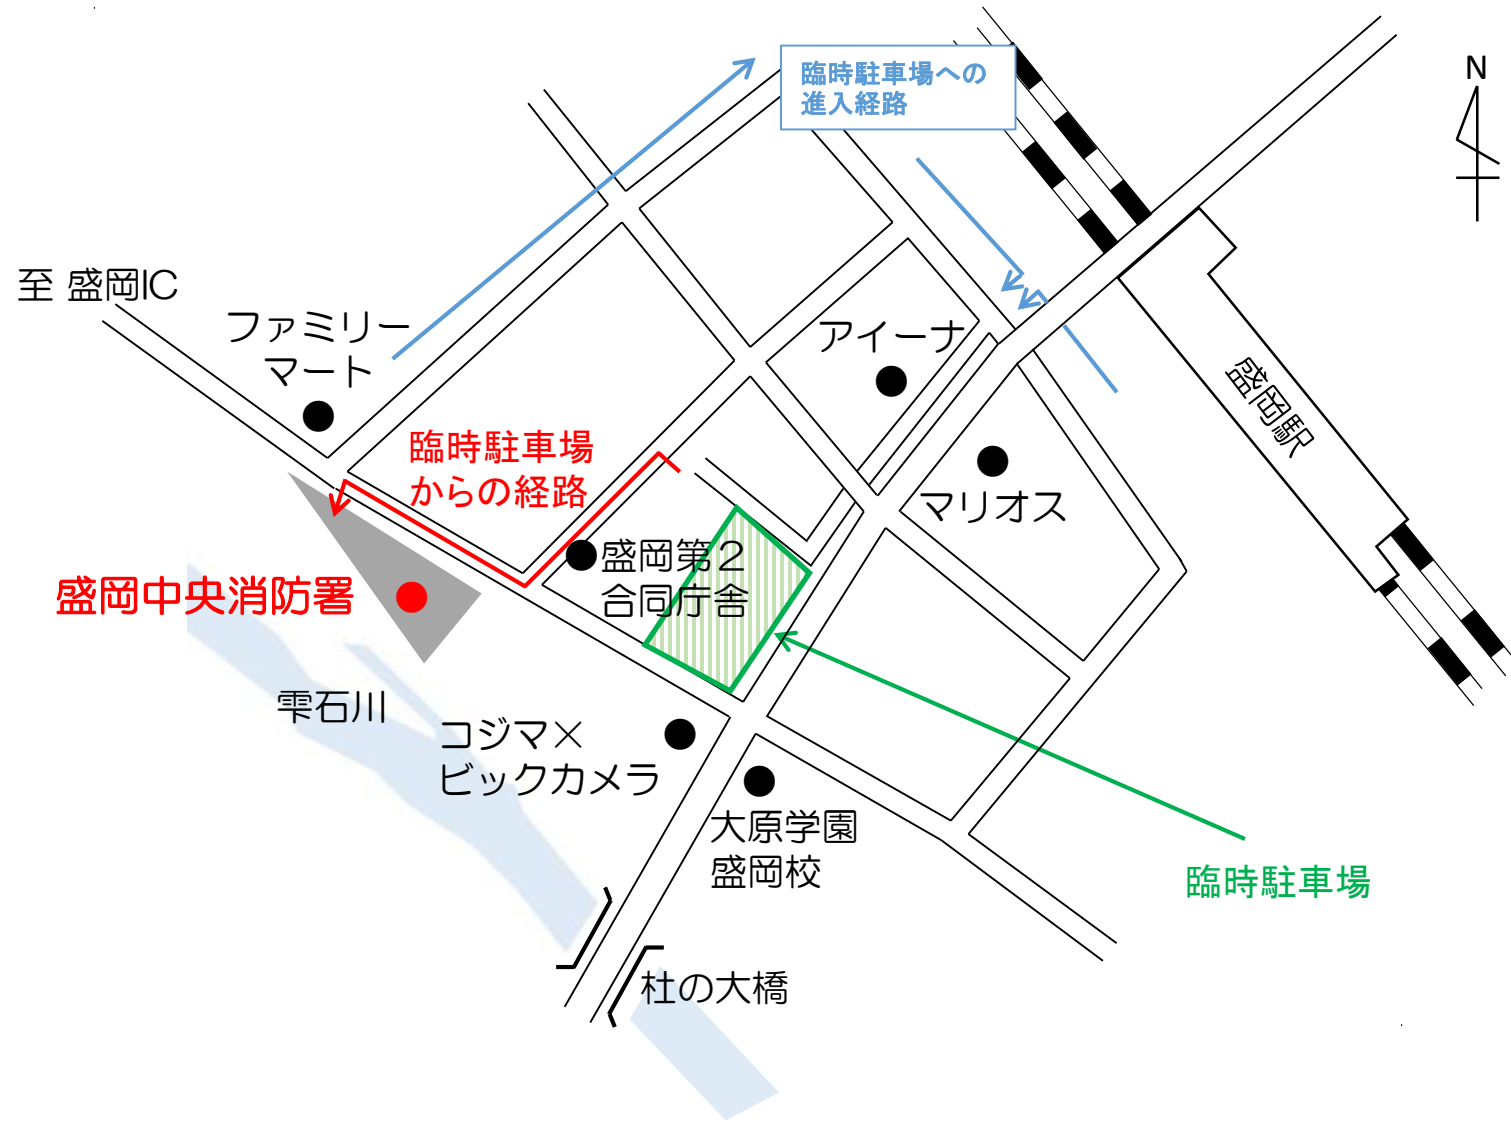 臨時駐車場への
進入経路
N
至 盛岡IC
ファミリー
マート
アイーナ
盛岡駅
臨時駐車場
からの経路
マリオス
盛岡第2
合同庁舎
盛岡中央消防署
雫石川
コジマ×
ビックカメラ
大原学園
盛岡校
臨時駐車場
杜の大橋